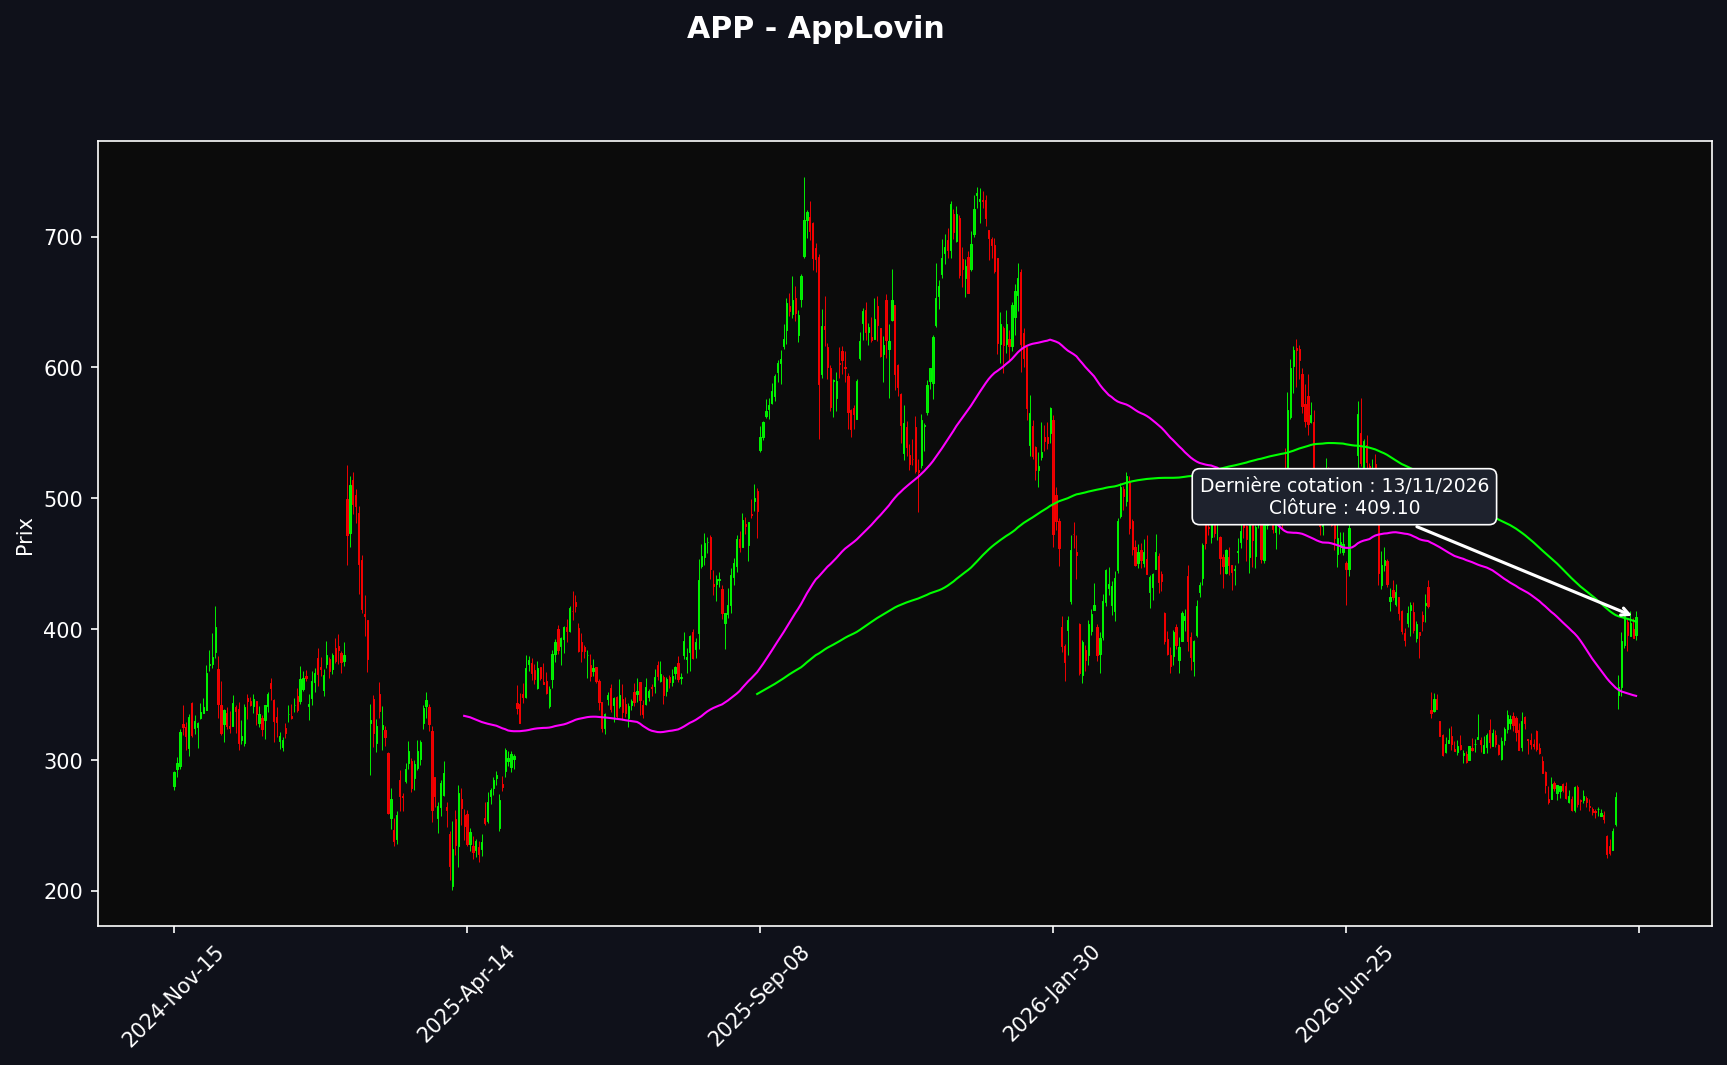 APP - AppLovin
Prix
700
600
500
400
300
200
Dernière cotation : 13/11/2026
Clôture : 409.10
2024-Nov-15
2025-Apr-14
2025-Sep-08
2026-Jan-30
2026-Jun-25